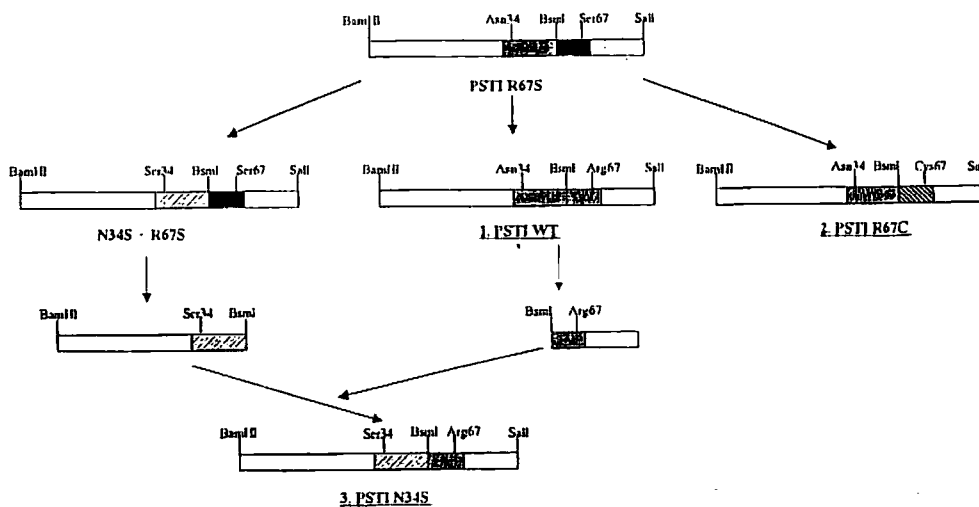 BamHI Asn34 BsmI Ser67 SalI
PSTI R67S
BamHI Ser34 BsmI Ser67 SalI
N34S - R67S
BamHI Asn34 BsmI Arg67 SalI
1. PSTI WT
BamHI Asn34 BsmI Cys67
2. PSTI R67C
BamHI Ser34 BsmI
BsmI Arg67
BamHI Ser34 BsmI Arg67 SalI
3. PSTI N34S